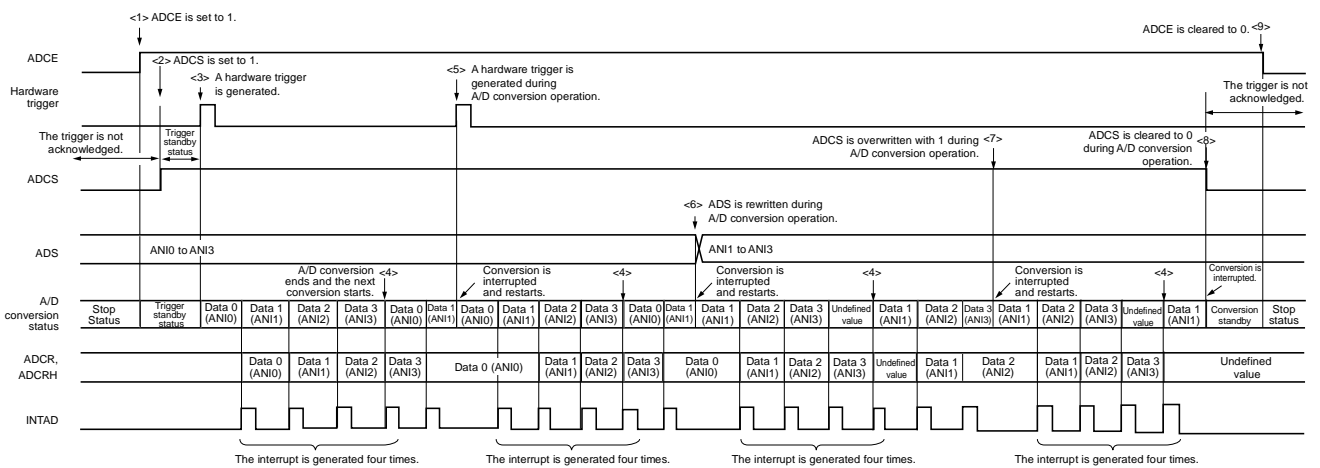 <1> ADCE is set to 1.
ADCE is cleared to 0. <9>
ADCE
<2> ADCS is set to 1.
<3> A hardware trigger
is generated.
<5> A hardware trigger is
generated during
A/D conversion operation.
The trigger is not
acknowledged.
Hardware
trigger
The trigger is not
acknowledged.
Trigger
standby
status
ADCS is overwritten with 1 during <7>
A/D conversion operation.
ADCS is cleared to 0 <8>
during A/D conversion
operation.
ADCS
<6> ADS is rewritten during
A/D conversion operation.
ADS
ANI0 to ANI3
ANI1 to ANI3
A/D conversion <4>
ends and the next
conversion starts.
Conversion is
interrupted
and restarts.
<4>
Conversion is
interrupted
and restarts.
<4>
Conversion is
interrupted
and restarts.
<4>
Conversion is
interrupted.
A/D
conversion
status
Stop
Status
Trigger
standby
status
Data 0
(ANI0)
Data 1
(ANI1)
Data 2
(ANI2)
Data 3
(ANI3)
Data 0
(ANI0)
Data 1
(ANI1)
Data 0
(ANI0)
Data 1
(ANI1)
Data 2
(ANI2)
Data 3
(ANI3)
Data 0
(ANI0)
Data 1
(ANI1)
Data 1
(ANI1)
Data 2
(ANI2)
Data 3
(ANI3)
Undefined
value
Data 1
(ANI1)
Data 2
(ANI2)
Data 3
(ANI3)
Data 1
(ANI1)
Data 2
(ANI2)
Data 3
(ANI3)
Undefined
value
Data 1
(ANI1)
Conversion
standby
Stop
status
ADCR,
ADCRH
Data 0
(ANI0)
Data 1
(ANI1)
Data 2
(ANI2)
Data 3
(ANI3)
Data 0 (ANI0)
Data 1
(ANI1)
Data 2
(ANI2)
Data 3
(ANI3)
Data 0
(ANI0)
Data 1
(ANI1)
Data 2
(ANI2)
Data 3
(ANI3)
Undefined
value
Data 1
(ANI1)
Data 2
(ANI2)
Data 1
(ANI1)
Data 2
(ANI2)
Data 3
(ANI3)
Undefined
value
INTAD
The interrupt is generated four times.
The interrupt is generated four times.
The interrupt is generated four times.
The interrupt is generated four times.